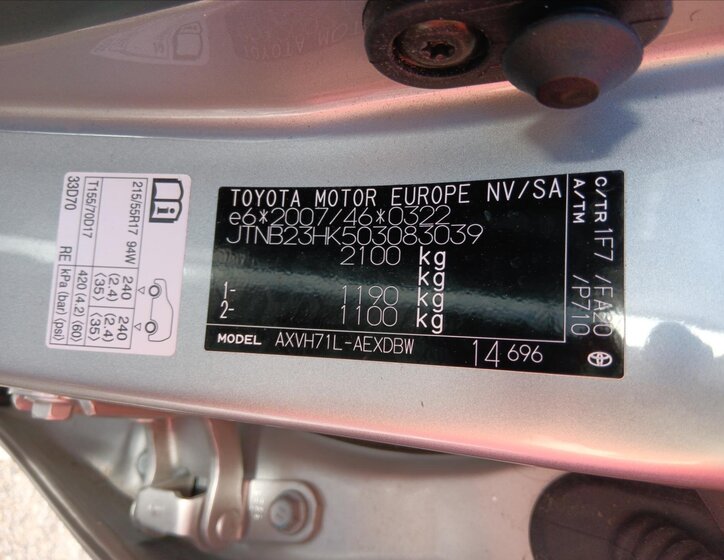 TOYOTA MOTOR EUROPE NV/SA
e6*2007/46*0322
JTNB23HK503083039
2100 kg
kg
1- 1190 kg
2- 1100 kg
MODEL AXVH71L-AEXDBW 14 696
C/TR 1F7 /FA20
A/TM /P710
215/55R17 94W 240 (2.4) ⟨35⟩ 240 (2.4) ⟨35⟩
T155/70D17 420 (4.2) ⟨60⟩
33D70 RE kPa (bar) ⟨psi⟩